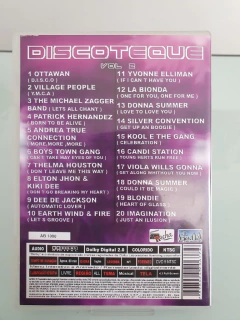 DISCOTEQUE
VOL 2
1 OTTAWAN
( D.I.S.C.O )
2 VILLAGE PEOPLE
( Y.M.C.A )
3 THE MICHAEL ZAGGER
BAND ( LETS ALL CHANT )
4 PATRICK HERNANDEZ
( BORN TO BE ALIVE )
5 ANDREA TRUE
CONNECTION
( MORE,MORE ,MORE )
6 BOYS TOWN GANG
( CAN'T TAKE MAY EYES OF YOU )
7 THELMA HOUSTON
( DON'T LEAVE ME THIS WAY )
8 ELTON JHON &
KIKI DEE
( DON'T GO BREAKING MY HEART )
9 DEE DE JACKSON
( AUTOMATIC LOVER )
10 EARTH WIND & FIRE
( LET'S GROOVE )
11 YVONNE ELLIMAN
( IF I CAN'T HAVE YOU )
12 LA BIONDA
( ONE FOR YOU, ONE FOR ME )
13 DONNA SUMMER
( LOVE TO LOVE YOU )
14 SILVER CONVENTION
( GET UP AN BOOGIE )
15 KOOL E THE GANG
( CELEBRATION )
16 CANDI STATION
( YOUNG HEARTS RUN FREE )
17 VIOLA WILLS GONNA
( GET ALONG WHITHOUT YOU NOW )
18 DONNA SUMMER
( COULD IT BE MAGIC )
19 BLONDIE
( HEART OF GLASS )
20 IMAGINATION
( JUST AN ILUSION )
AUDIO
Dolby Digital 2.0
COLORIDO
NTSC